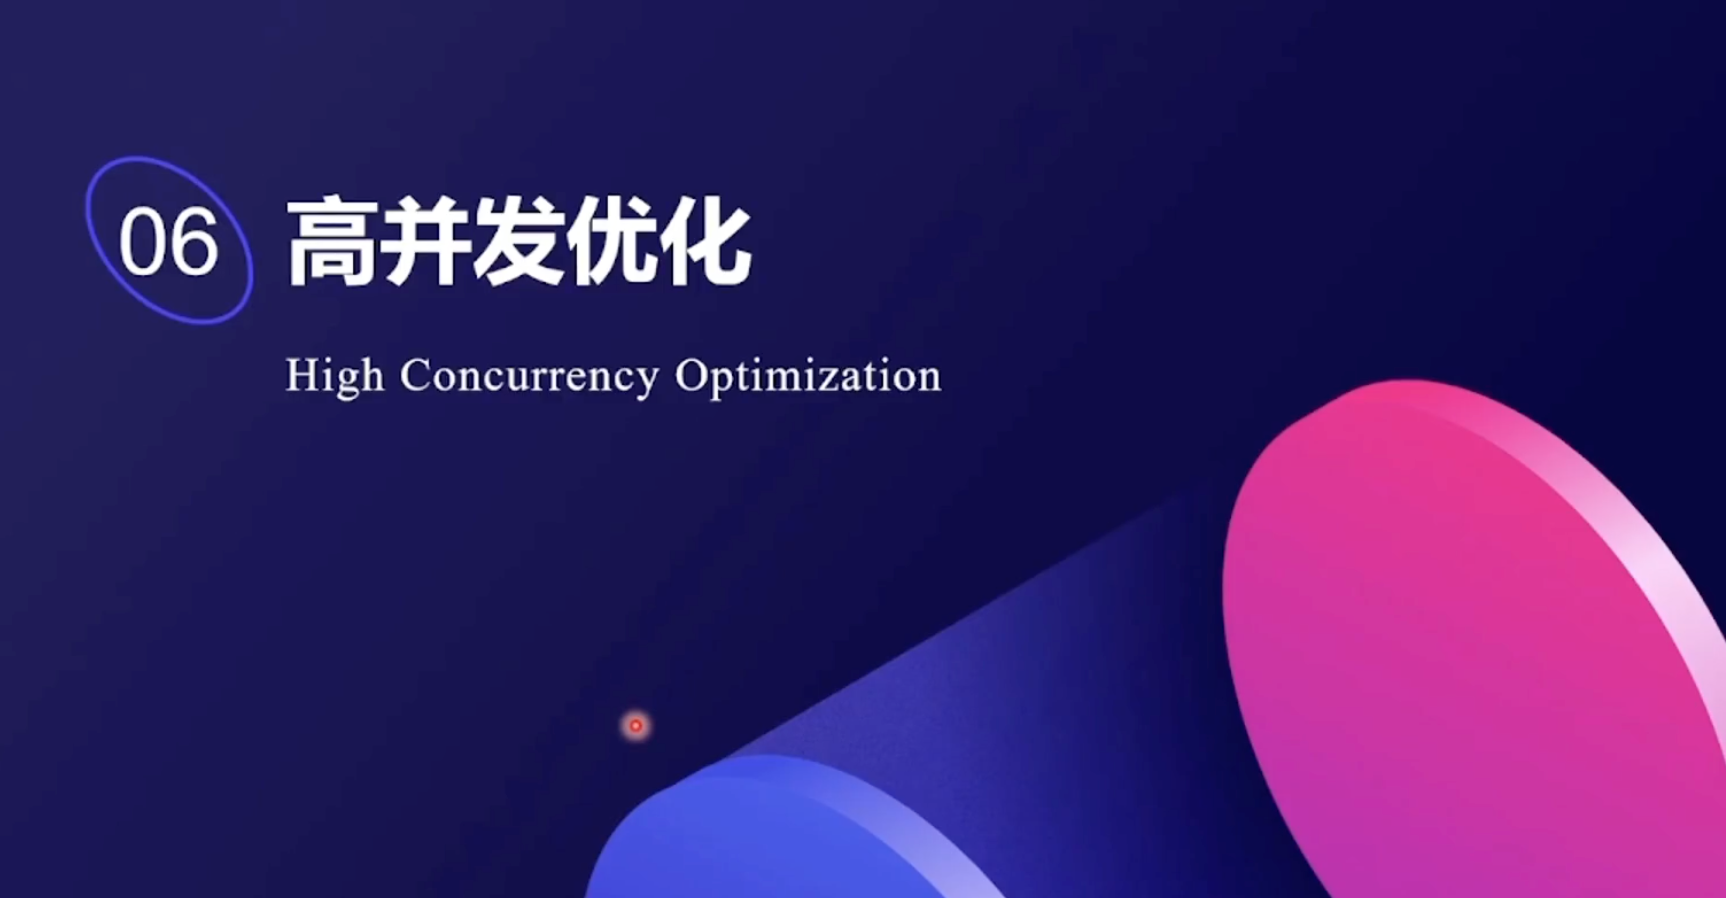 06 高并发优化
High Concurrency Optimization